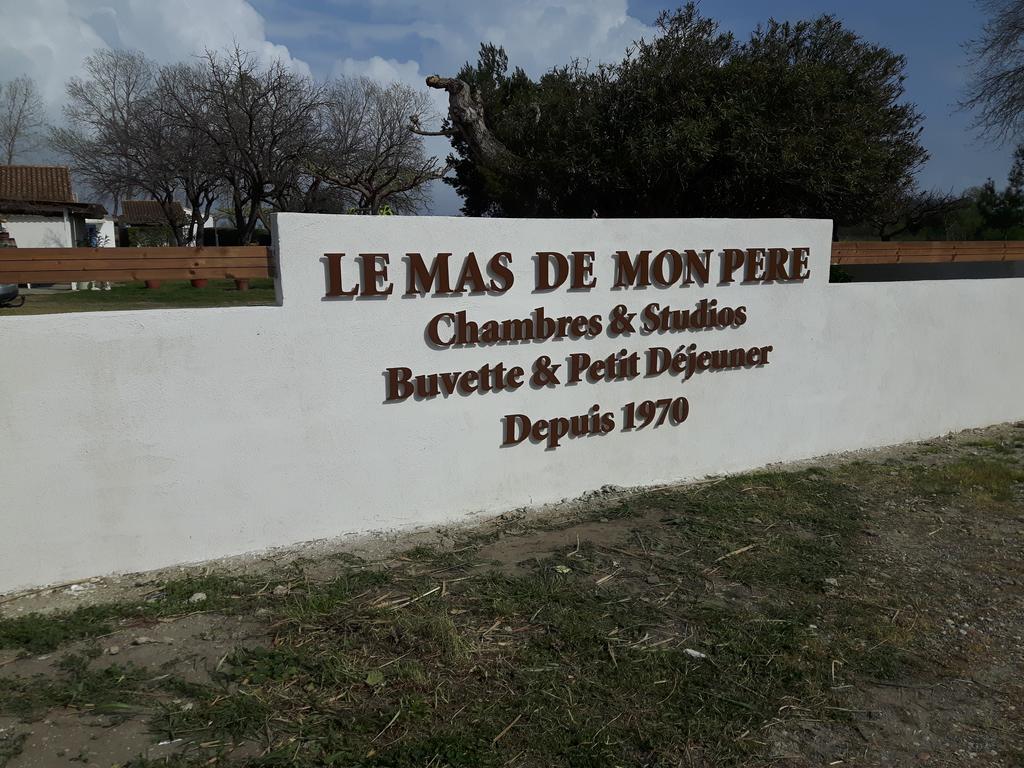 LE MAS DE MON PERE
Chambres & Studios
Buvette & Petit Déjeuner
Depuis 1970